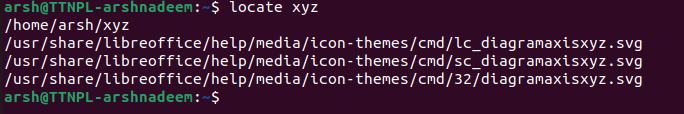 arsh@TTNPL-arshnadeem:~$ locate xyz
/home/arsh/xyz
/usr/share/libreoffice/help/media/icon-themes/cmd/lc_diagramaxisxyz.svg
/usr/share/libreoffice/help/media/icon-themes/cmd/sc_diagramaxisxyz.svg
/usr/share/libreoffice/help/media/icon-themes/cmd/32/diagramaxisxyz.svg
arsh@TTNPL-arshnadeem:~$